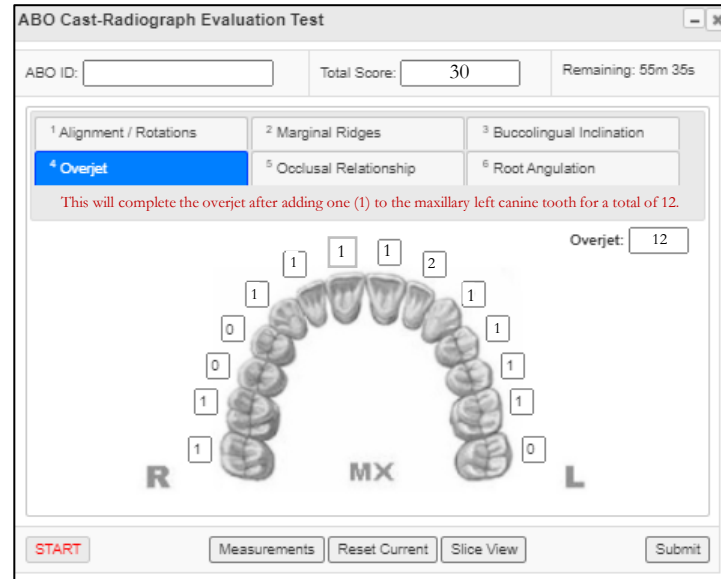 ABO Cast-Radiograph Evaluation Test
ABO ID:
Total Score: 30
Remaining: 55m 35s
1 Alignment / Rotations
2 Marginal Ridges
3 Buccolingual Inclination
4 Overjet
5 Occlusal Relationship
6 Root Angulation
This will complete the overjet after adding one (1) to the maxillary left canine tooth for a total of 12.
Overjet: 12
1 1 1 2
1 1
0 1
0 1
1 1
1 0
R MX L
START
Measurements
Reset Current
Slice View
Submit